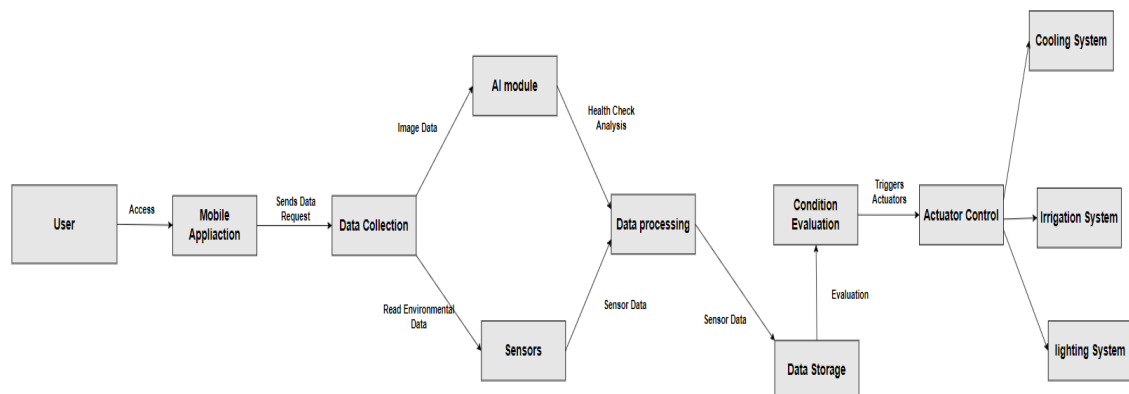 User
Access
Mobile
Appliaction
Sends Data
Request
Data Collection
Image Data
AI module
Health Check
Analysis
Read Environmental
Data
Sensors
Sensor Data
Data processing
Sensor Data
Data Storage
Evaluation
Condition
Evaluation
Triggers
Actuators
Actuator Control
Cooling System
Irrigation System
lighting System